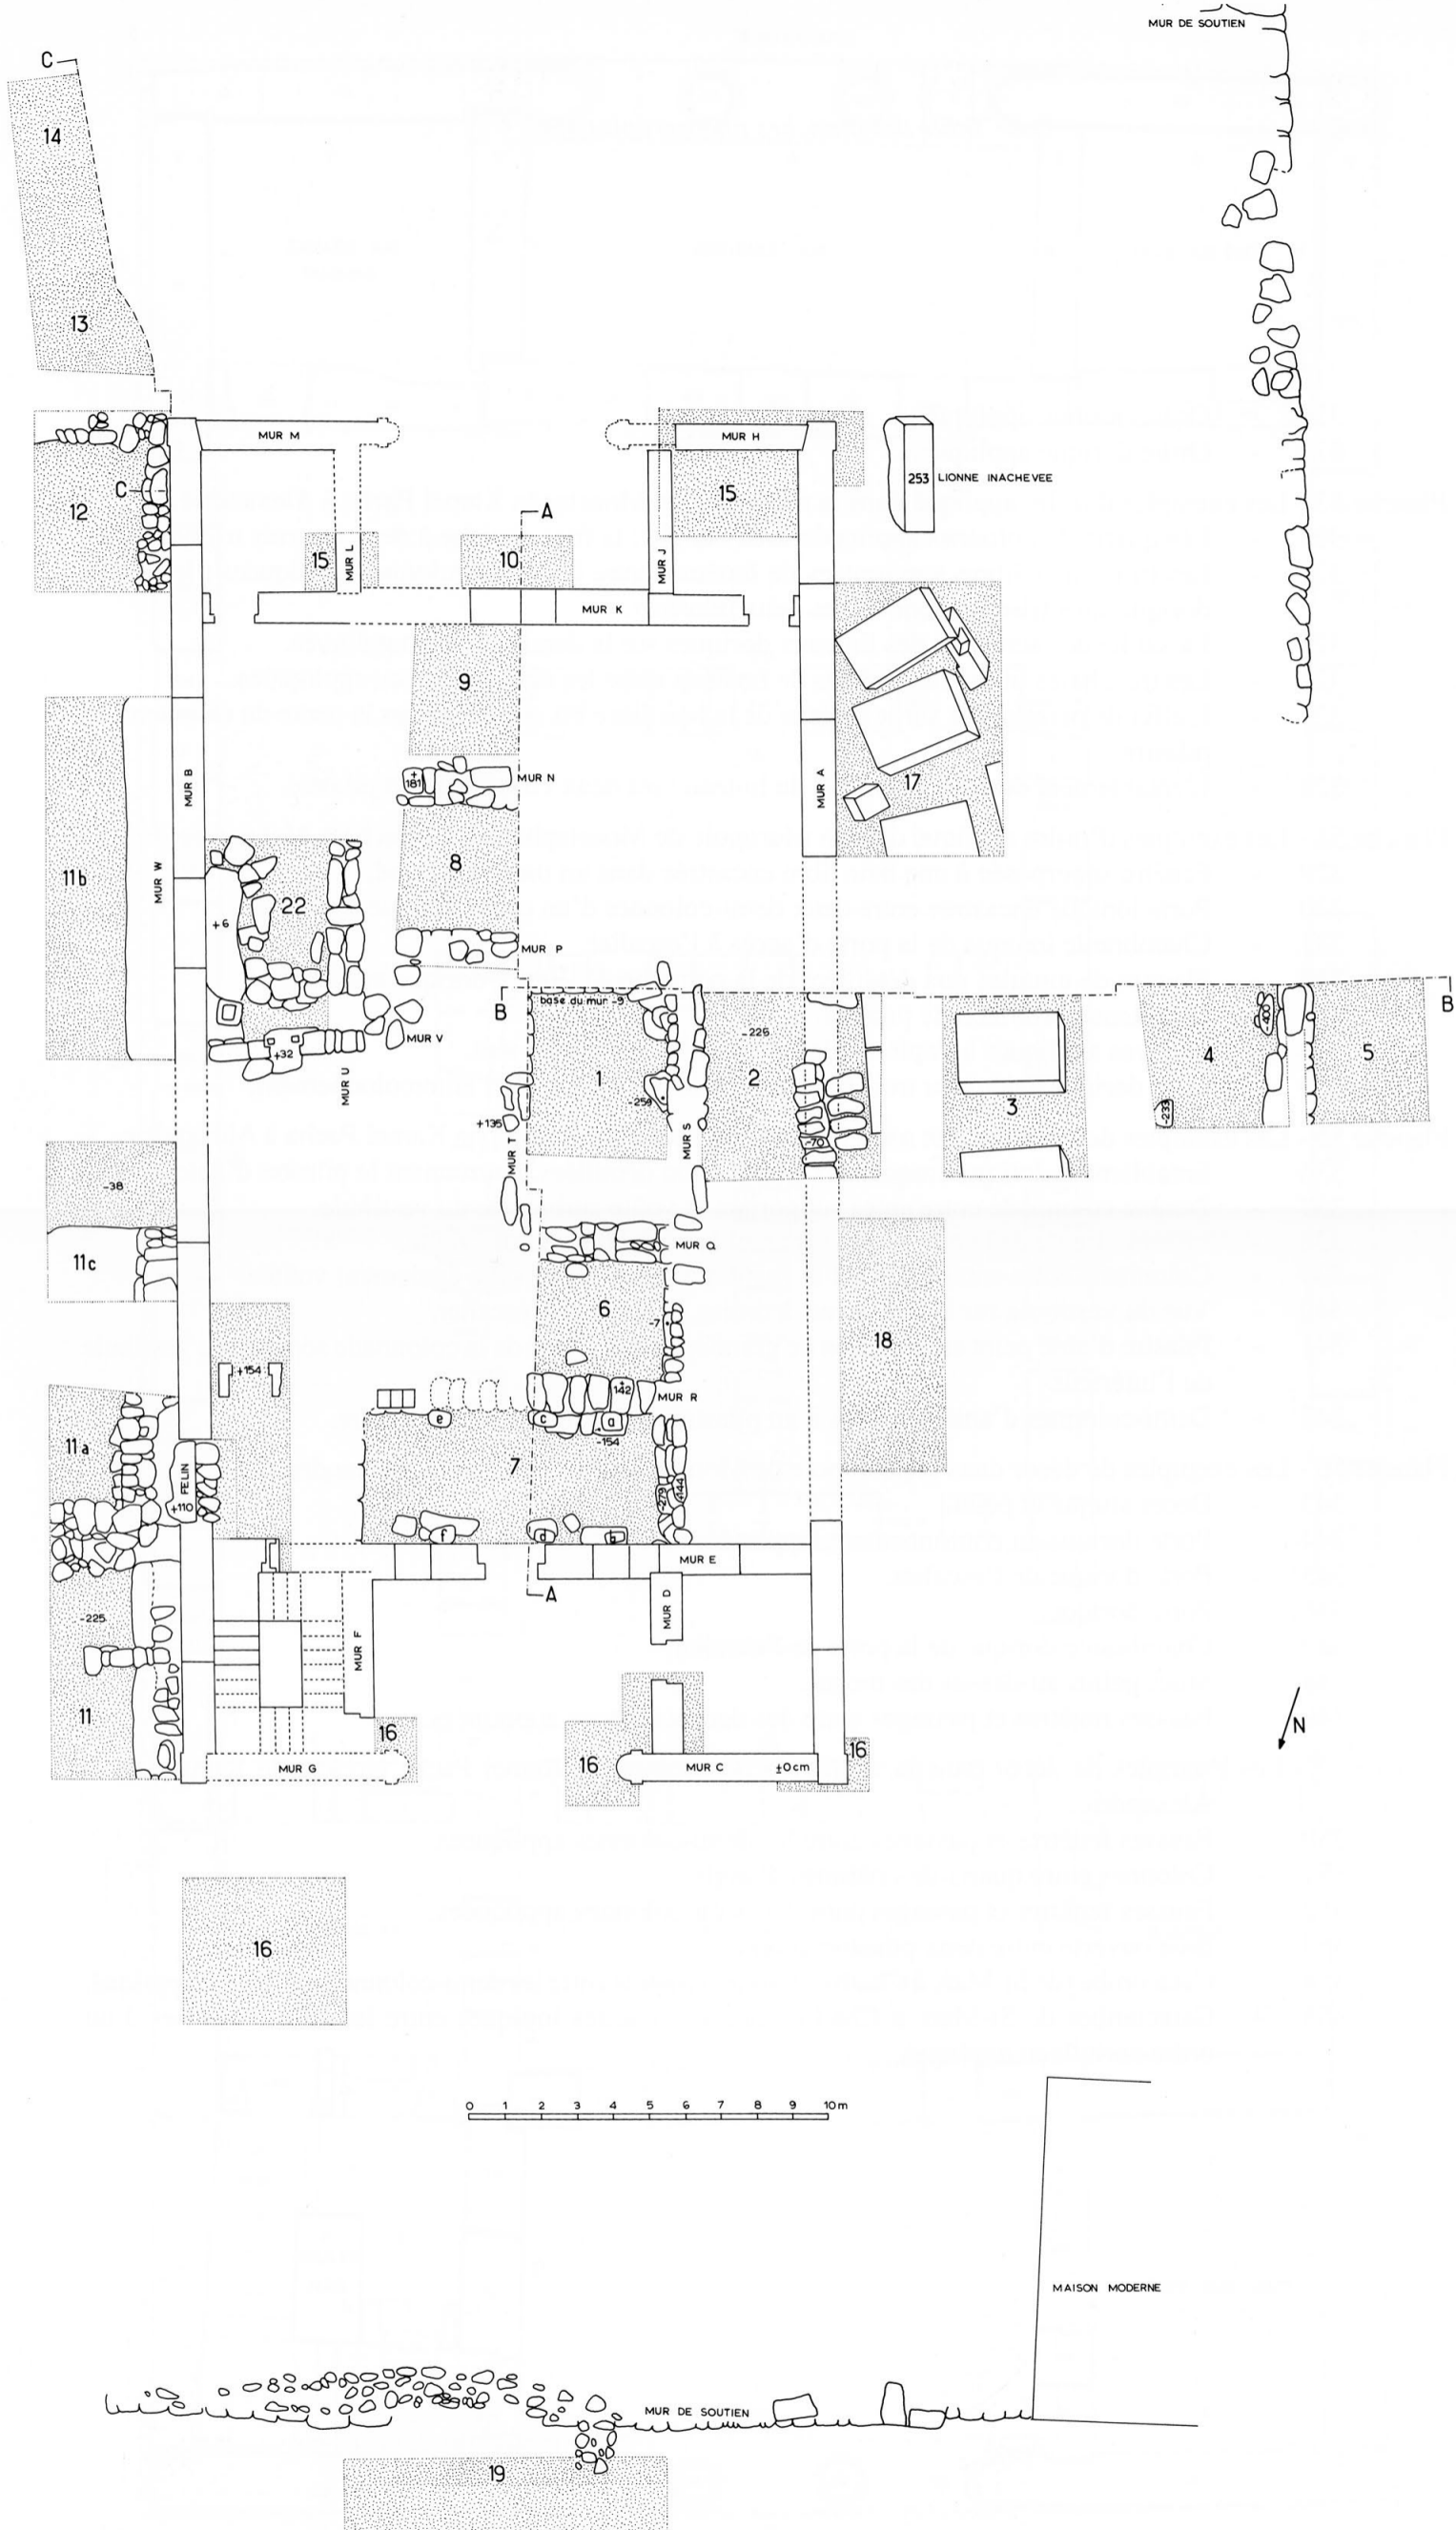 MUR DE SOUTIEN
C
14
13
MUR M
MUR H
253 LIONNE INACHEVEE
C
12
15
A
15
MUR L
10
MUR J
MUR K
9
+
181
MUR N
17
MUR B
MUR A
11b
MUR W
8
22
+6
MUR P
B
base du mur -9
B
-226
-400
MUR V
+32
1
2
3
4
5
MUR U
-259
-233
+135
MUR T
MUR S
-70
-38
MUR Q
11c
6
-7
18
+154
+
142
MUR R
e
c
a
-154
11a
7
FELIN
+110
-279
-144
f
d
b
MUR E
A
-225
MUR D
MUR F
11
16
16
16
MUR G
MUR C
±0cm
N
16
0 1 2 3 4 5 6 7 8 9 10m
MAISON MODERNE
MUR DE SOUTIEN
19